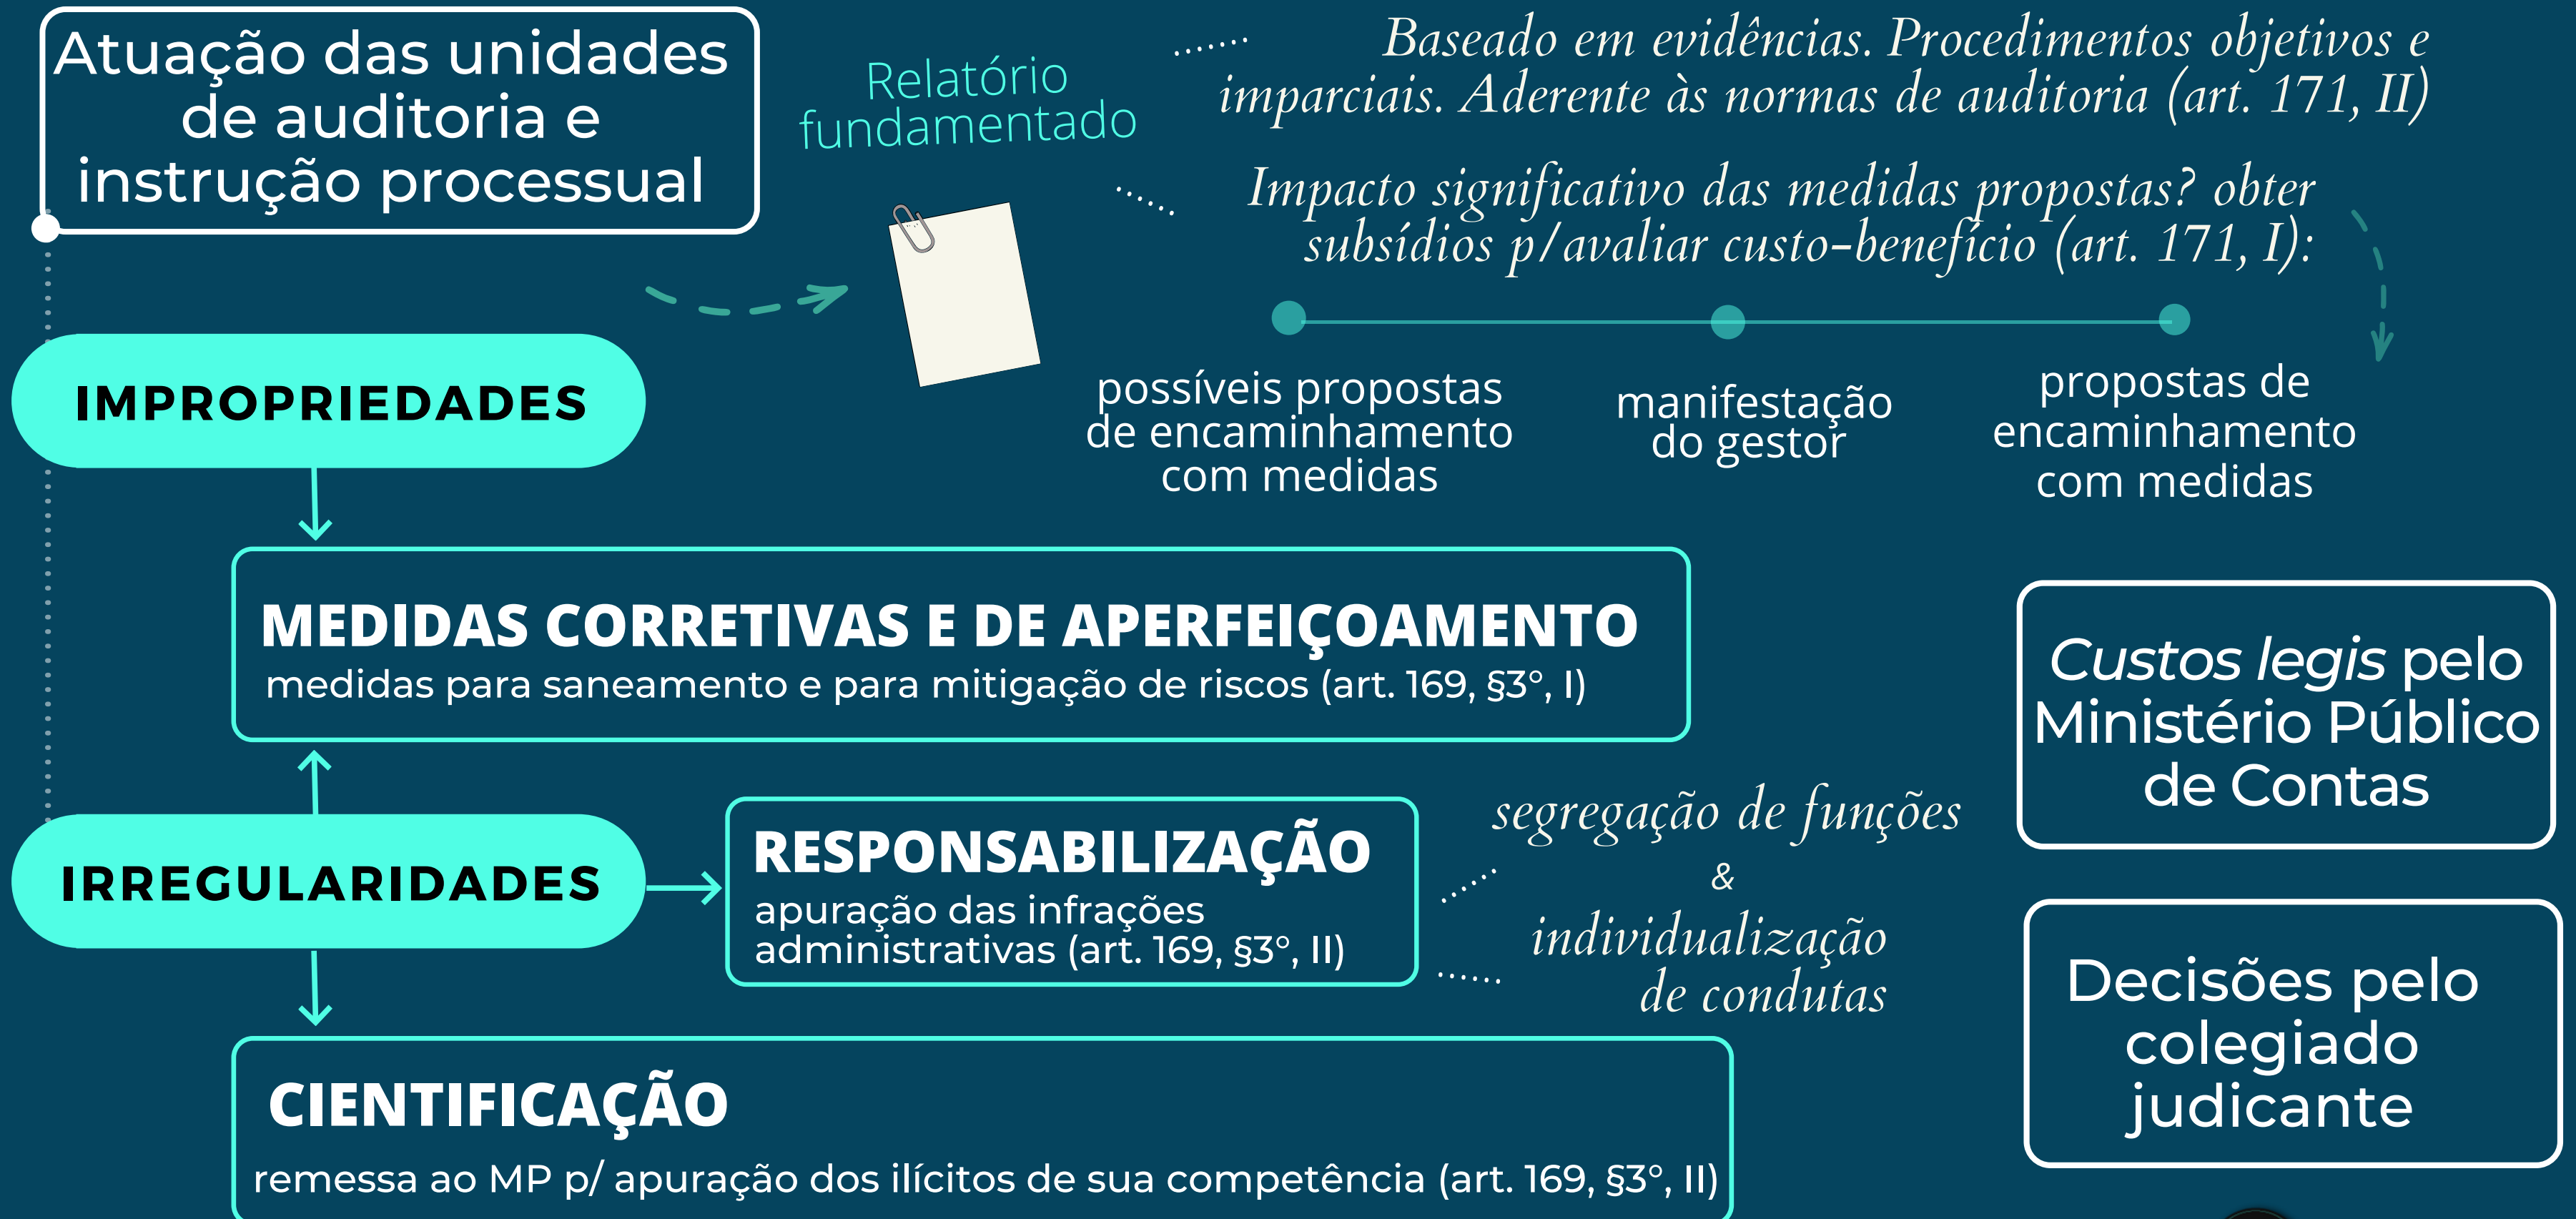 Atuação das unidades
de auditoria e
instrução processual
Relatório
fundamentado
Baseado em evidências. Procedimentos objetivos e
imparciais. Aderente às normas de auditoria (art. 171, II)
Impacto significativo das medidas propostas? obter
subsídios p/avaliar custo-benefício (art. 171, I):
possíveis propostas
de encaminhamento
com medidas
manifestação
do gestor
propostas de
encaminhamento
com medidas
IMPROPRIEDADES
MEDIDAS CORRETIVAS E DE APERFEIÇOAMENTO
medidas para saneamento e para mitigação de riscos (art. 169, §3°, I)
IRREGULARIDADES
RESPONSABILIZAÇÃO
apuração das infrações
administrativas (art. 169, §3°, II)
segregação de funções
&
individualização
de condutas
CIENTIFICAÇÃO
remessa ao MP p/ apuração dos ilícitos de sua competência (art. 169, §3°, II)
Custos legis pelo
Ministério Público
de Contas
Decisões pelo
colegiado
judicante